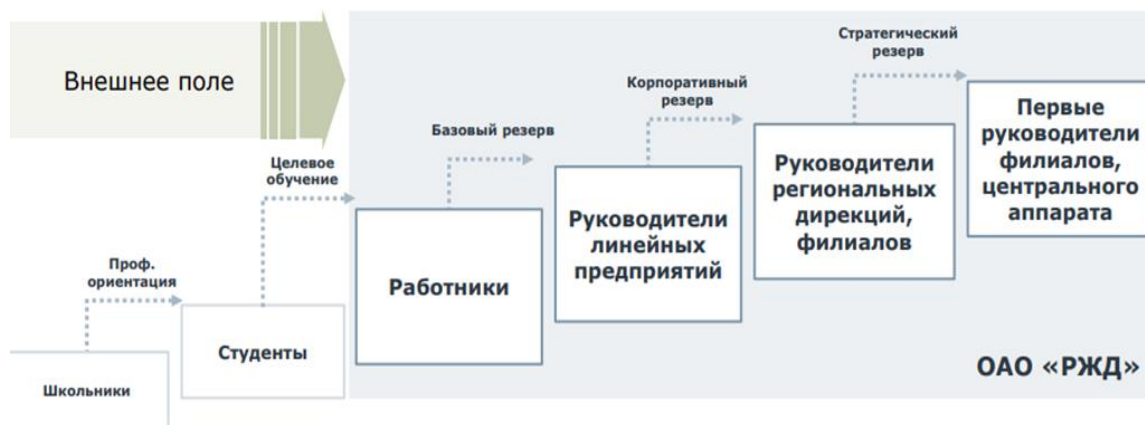 Внешнее поле
Школьники
Проф.
ориентация
Студенты
Целевое
обучение
Работники
Базовый резерв
Руководители
линейных
предприятий
Корпоративный
резерв
Руководители
региональных
дирекций,
филиалов
Стратегический
резерв
Первые
руководители
филиалов,
центрального
аппарата
ОАО «РЖД»